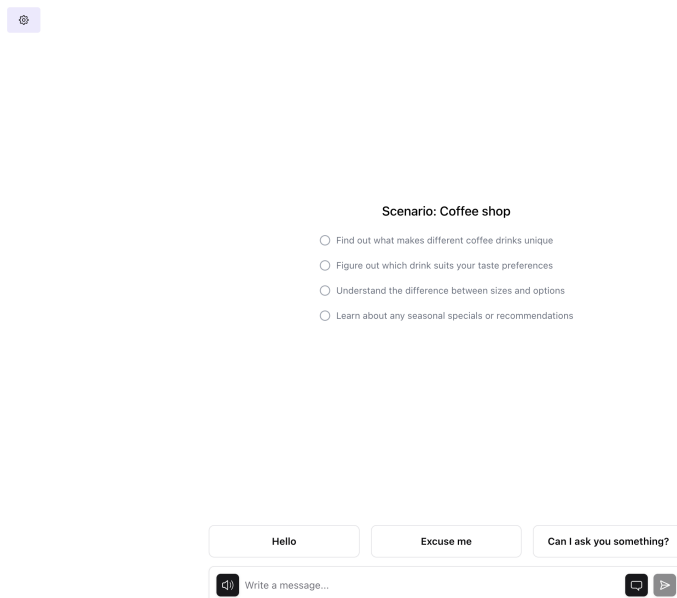 Scenario: Coffee shop
Find out what makes different coffee drinks unique
Figure out which drink suits your taste preferences
Understand the difference between sizes and options
Learn about any seasonal specials or recommendations
Hello
Excuse me
Can I ask you something?
Write a message...